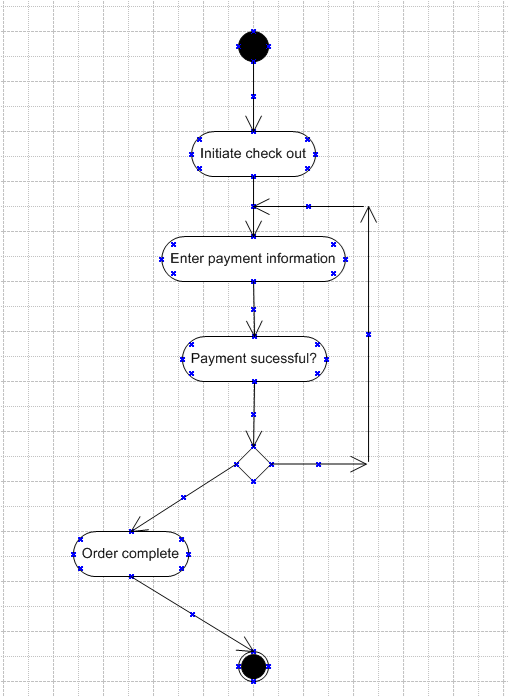 Initiate check out
Enter payment information
Payment sucessful?
Order complete